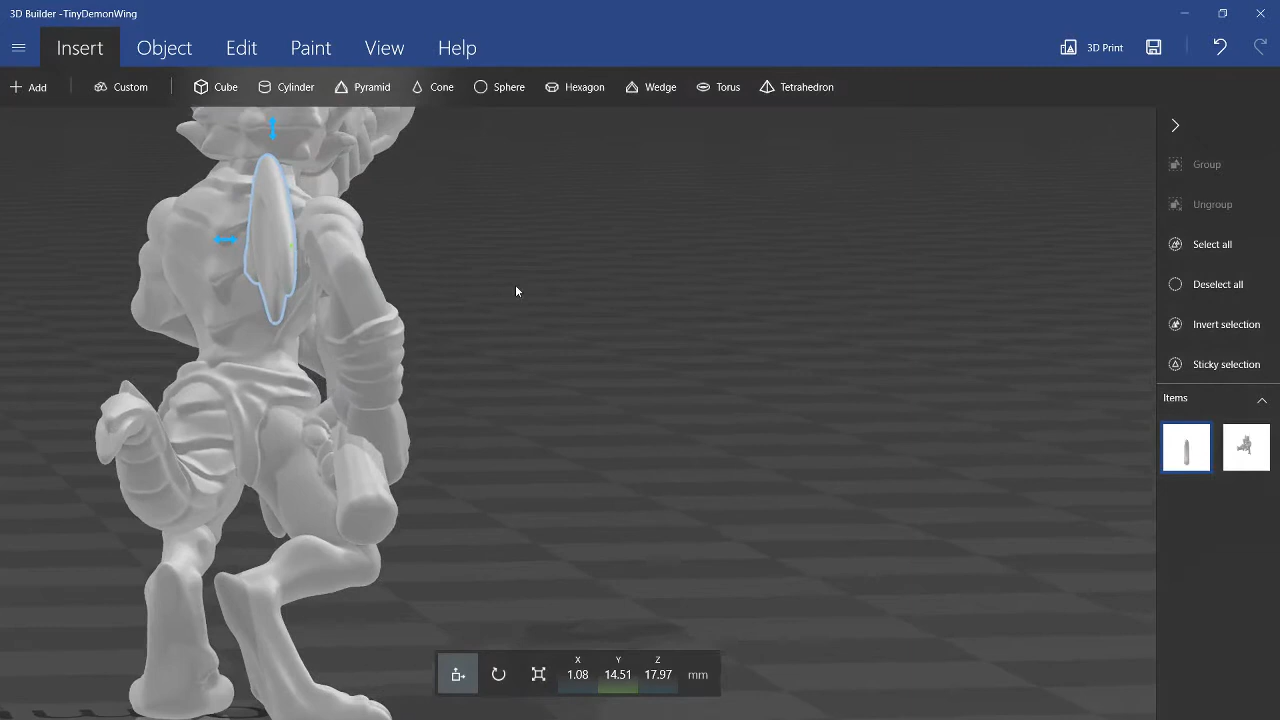 3D Builder -TinyDemonWing
Insert Object Edit Paint View Help 3D Print
Add Custom Cube Cylinder Pyramid Cone Sphere Hexagon Wedge Torus Tetrahedron
Group
Ungroup
Select all
Deselect all
Invert selection
Sticky selection
Items
X Y Z
1.08 14.51 17.97 mm